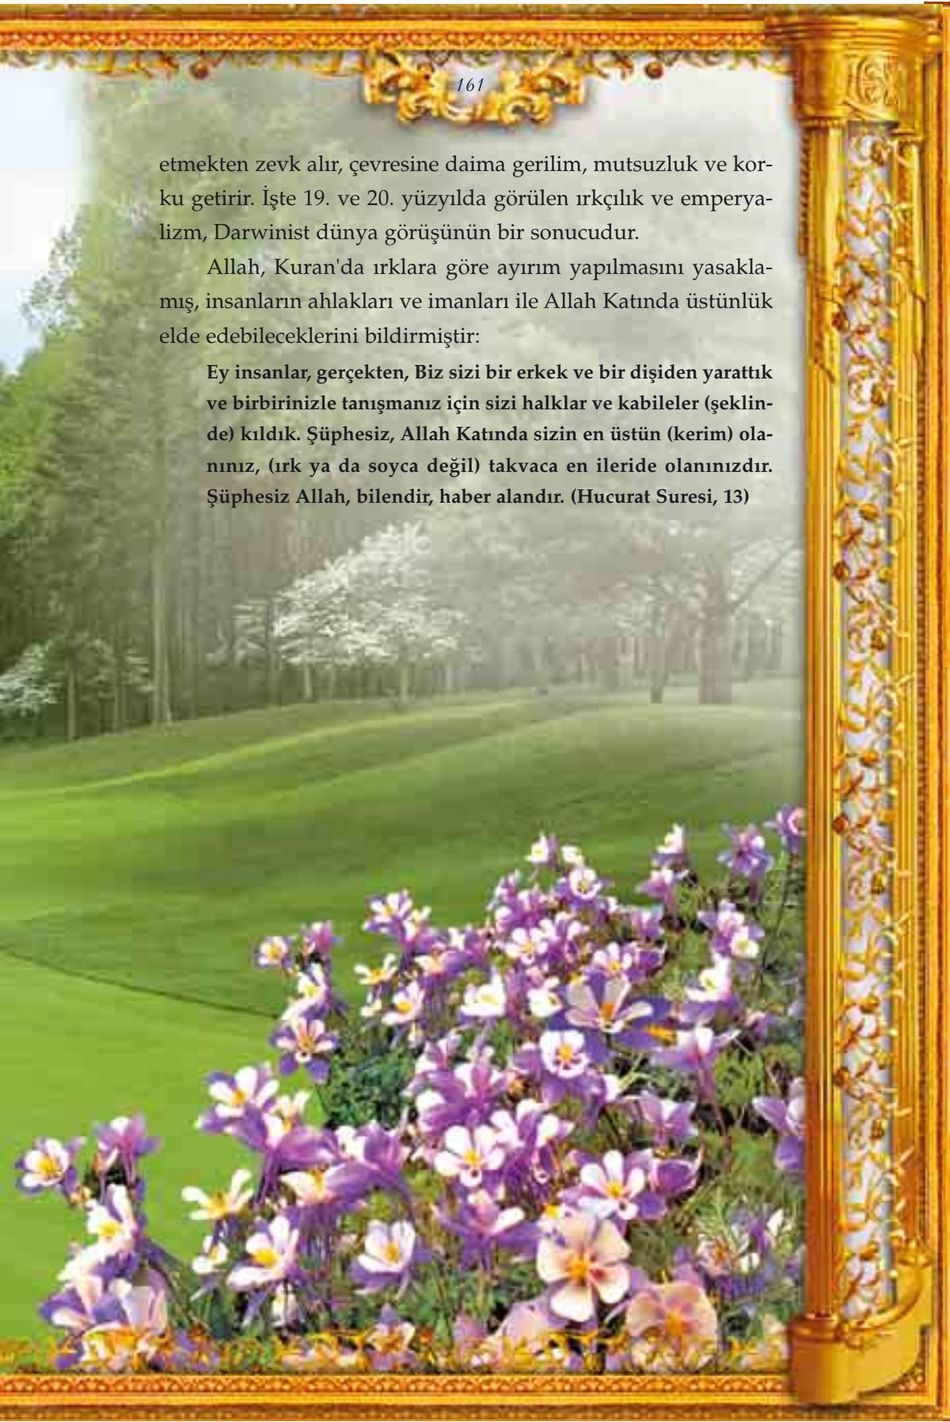 161
etmekten zevk alır, çevresine daima gerilim, mutsuzluk ve kor-
ku getirir. İşte 19. ve 20. yüzyılda görülen ırkçılık ve emperya-
lizm, Darwinist dünya görüşünün bir sonucudur.
Allah, Kuran'da ırklara göre ayırım yapılmasını yasakla-
mış, insanların ahlakları ve imanları ile Allah Katında üstünlük
elde edebileceklerini bildirmiştir:
Ey insanlar, gerçekten, Biz sizi bir erkek ve bir dişiden yarattık
ve birbirinizle tanışmanız için sizi halklar ve kabileler (şeklin-
de) kıldık. Şüphesiz, Allah Katında sizin en üstün (kerim) ola-
nınız, (ırk ya da soyca değil) takvaca en ileride olanınızdır.
Şüphesiz Allah, bilendir, haber alandır. (Hucurat Suresi, 13)